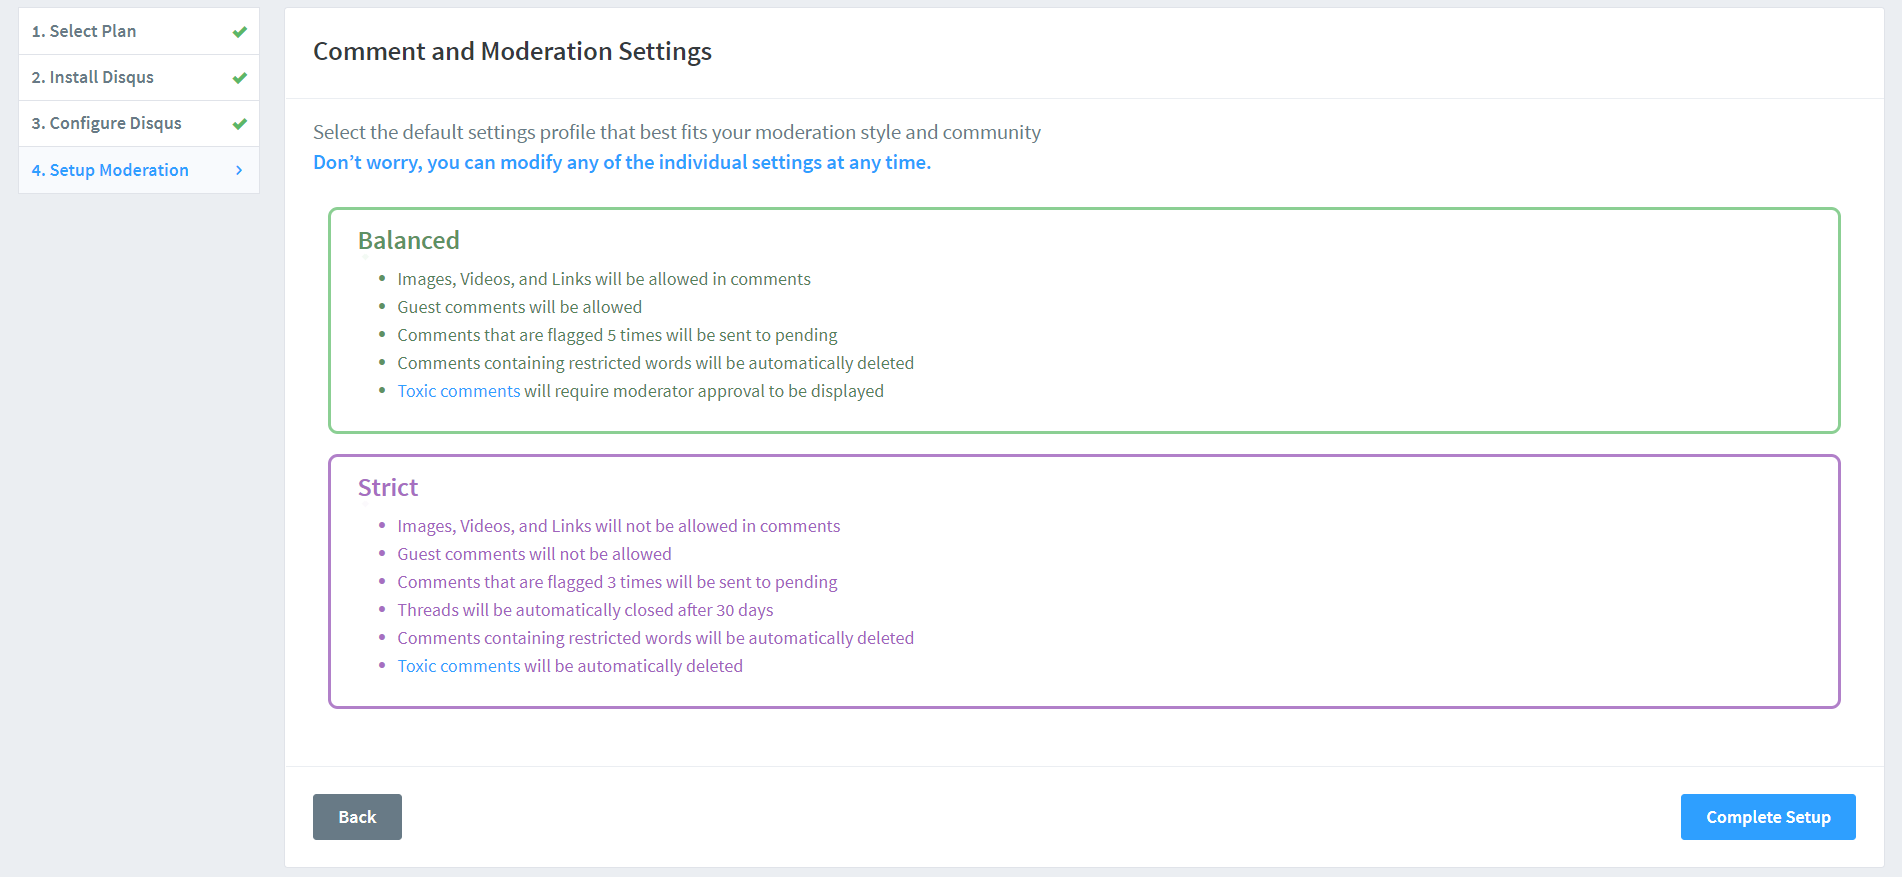 1. Select Plan
2. Install Disqus
3. Configure Disqus
4. Setup Moderation
Comment and Moderation Settings
Select the default settings profile that best fits your moderation style and community
Don’t worry, you can modify any of the individual settings at any time.
Balanced
• Images, Videos, and Links will be allowed in comments
• Guest comments will be allowed
• Comments that are flagged 5 times will be sent to pending
• Comments containing restricted words will be automatically deleted
• Toxic comments will require moderator approval to be displayed
Strict
• Images, Videos, and Links will not be allowed in comments
• Guest comments will not be allowed
• Comments that are flagged 3 times will be sent to pending
• Threads will be automatically closed after 30 days
• Comments containing restricted words will be automatically deleted
• Toxic comments will be automatically deleted
Back
Complete Setup